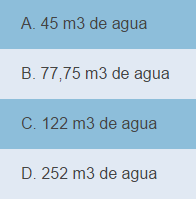 A. 45 m3 de agua
B. 77,75 m3 de agua
C. 122 m3 de agua
D. 252 m3 de agua